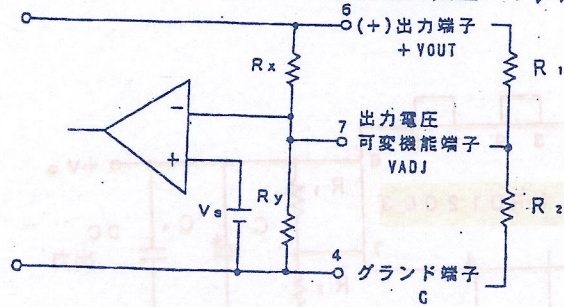 6
(+)出力端子
+VOUT
Rx
R1
−
7
出力電圧
可変機能端子
VADJ
+
Vs
Ry
R2
4
グランド端子
G